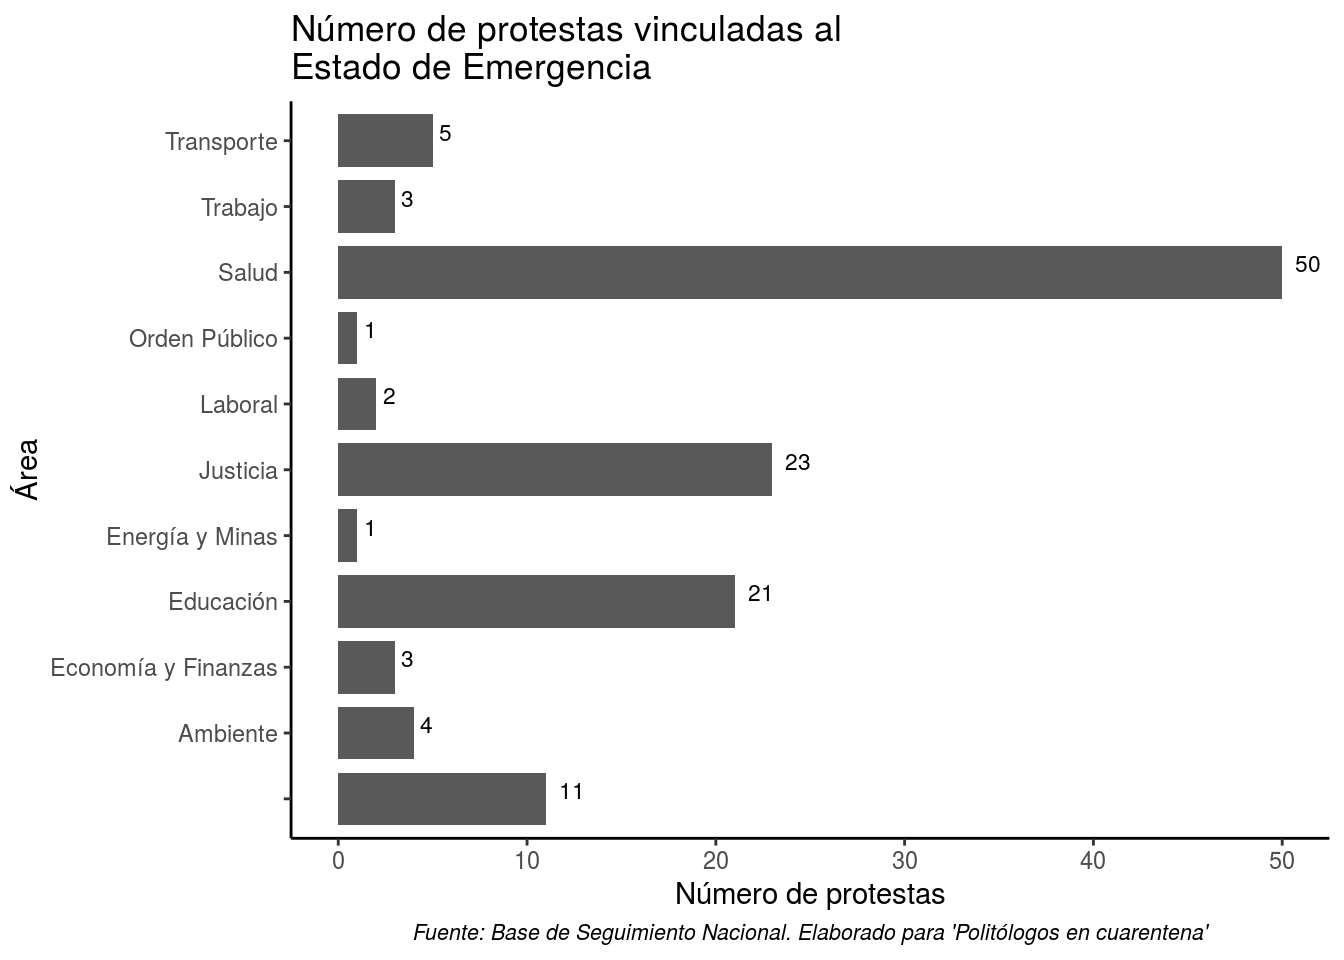 Número de protestas vinculadas al
Estado de Emergencia
Transporte 5
Trabajo 3
Salud 50
Orden Público 1
Laboral 2
Justicia 23
Energía y Minas 1
Educación 21
Economía y Finanzas 3
Ambiente 4
11
Área
0 10 20 30 40 50
Número de protestas
Fuente: Base de Seguimiento Nacional. Elaborado para 'Politólogos en cuarentena'